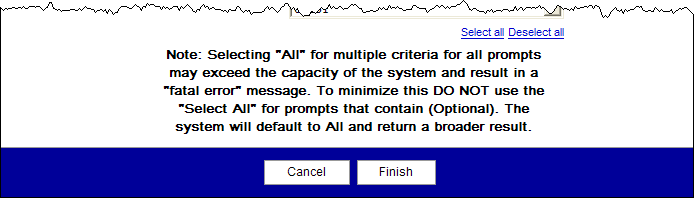 Select all Deselect all
Note: Selecting "All" for multiple criteria for all prompts
may exceed the capacity of the system and result in a
"fatal error" message. To minimize this DO NOT use the
"Select All" for prompts that contain (Optional). The
system will default to All and return a broader result.
Cancel Finish